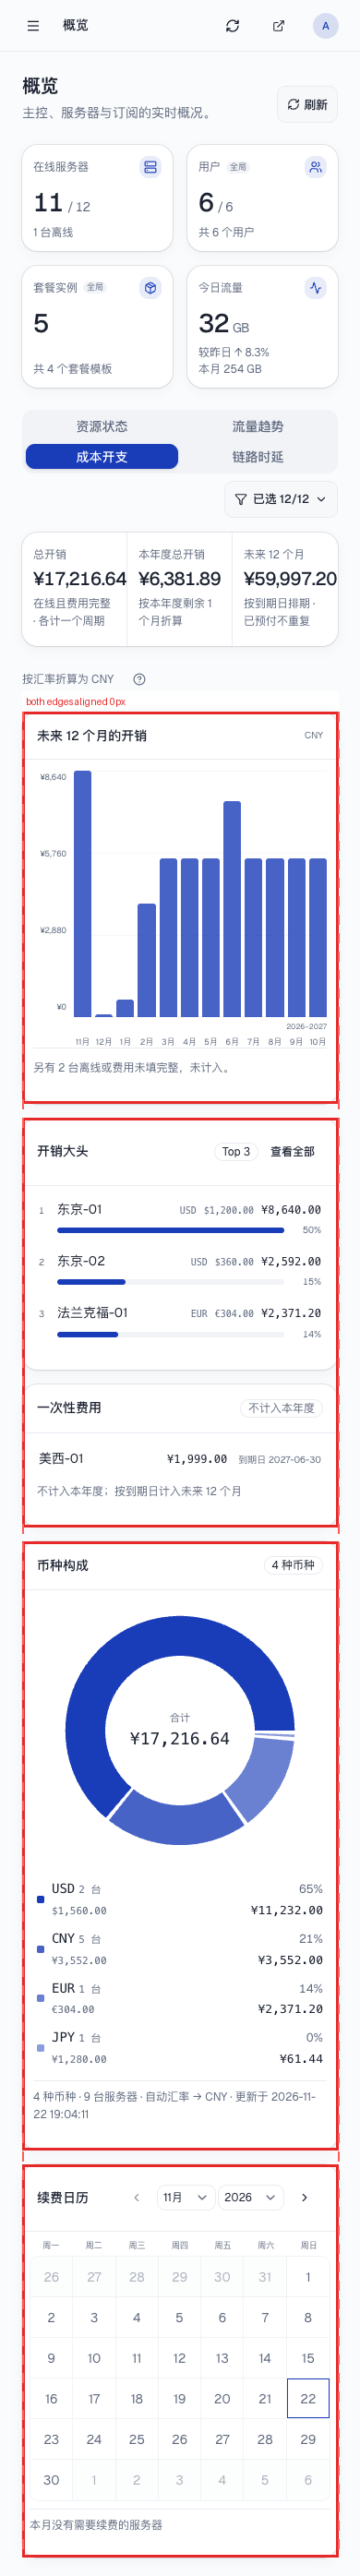 概览
A
概览
主控、服务器与订阅的实时概况。
刷新
在线服务器
11 / 12
1 台离线
用户 全局
6 / 6
共 6 个用户
套餐实例 全局
5
共 4 个套餐模板
今日流量
32 GB
较昨日 ↑ 8.3%
本月 254 GB
资源状态
流量趋势
成本开支
链路时延
已选 12/12
总开销
¥17,216.64
在线且费用完整
· 各计一个周期
本年度总开销
¥6,381.89
按本年度剩余 1
个月折算
未来 12 个月
¥59,997.20
按到期日排期 ·
已预付不重复
按汇率折算为 CNY
both edges aligned 0px
未来 12 个月的开销
CNY
¥8,640
¥5,760
¥2,880
¥0
2026–2027
11月 12月 1月 2月 3月 4月 5月 6月 7月 8月 9月 10月
另有 2 台离线或费用未填完整，未计入。
开销大头
Top 3
查看全部
1 东京-01 USD $1,200.00 ¥8,640.00
50%
2 东京-02 USD $360.00 ¥2,592.00
15%
3 法兰克福-01 EUR €304.00 ¥2,371.20
14%
一次性费用
不计入本年度
美西-01 ¥1,999.00 到期日 2027-06-30
不计入本年度；按到期日计入未来 12 个月
币种构成
4 种币种
合计
¥17,216.64
USD 2 台 65%
$1,560.00 ¥11,232.00
CNY 5 台 21%
¥3,552.00 ¥3,552.00
EUR 1 台 14%
€304.00 ¥2,371.20
JPY 1 台 0%
¥1,280.00 ¥61.44
4 种币种 · 9 台服务器 · 自动汇率 → CNY · 更新于 2026-11-
22 19:04:11
续费日历
11月
2026
周一 周二 周三 周四 周五 周六 周日
26 27 28 29 30 31 1
2 3 4 5 6 7 8
9 10 11 12 13 14 15
16 17 18 19 20 21 22
23 24 25 26 27 28 29
30 1 2 3 4 5 6
本月没有需要续费的服务器